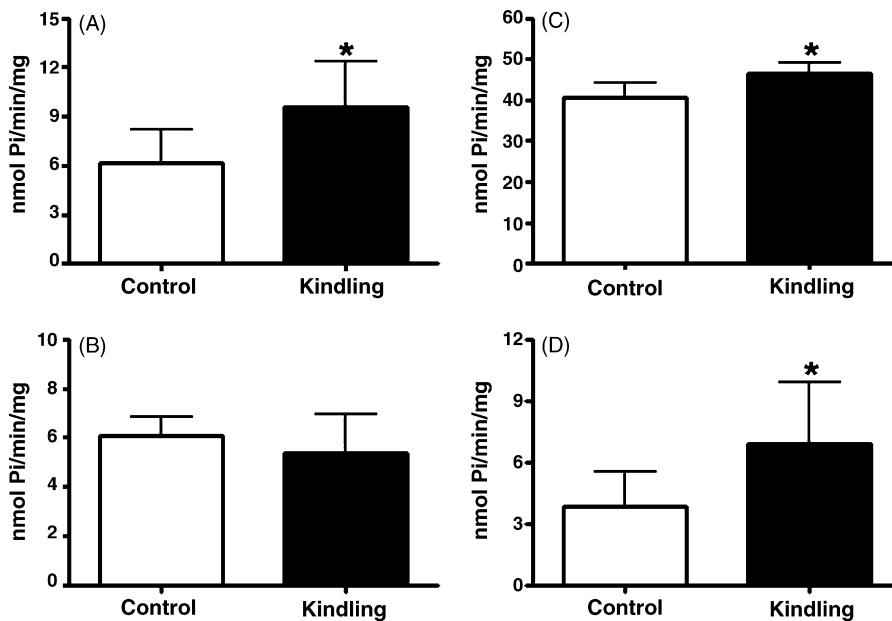 (A)
nmol Pi/min/mg
15
12
9
6
3
0
*
Control Kindling
(C)
nmol Pi/min/mg
60
50
40
30
20
10
0
*
Control Kindling
(B)
nmol Pi/min/mg
10
8
6
4
2
0
Control Kindling
(D)
nmol Pi/min/mg
12
9
6
3
0
*
Control Kindling